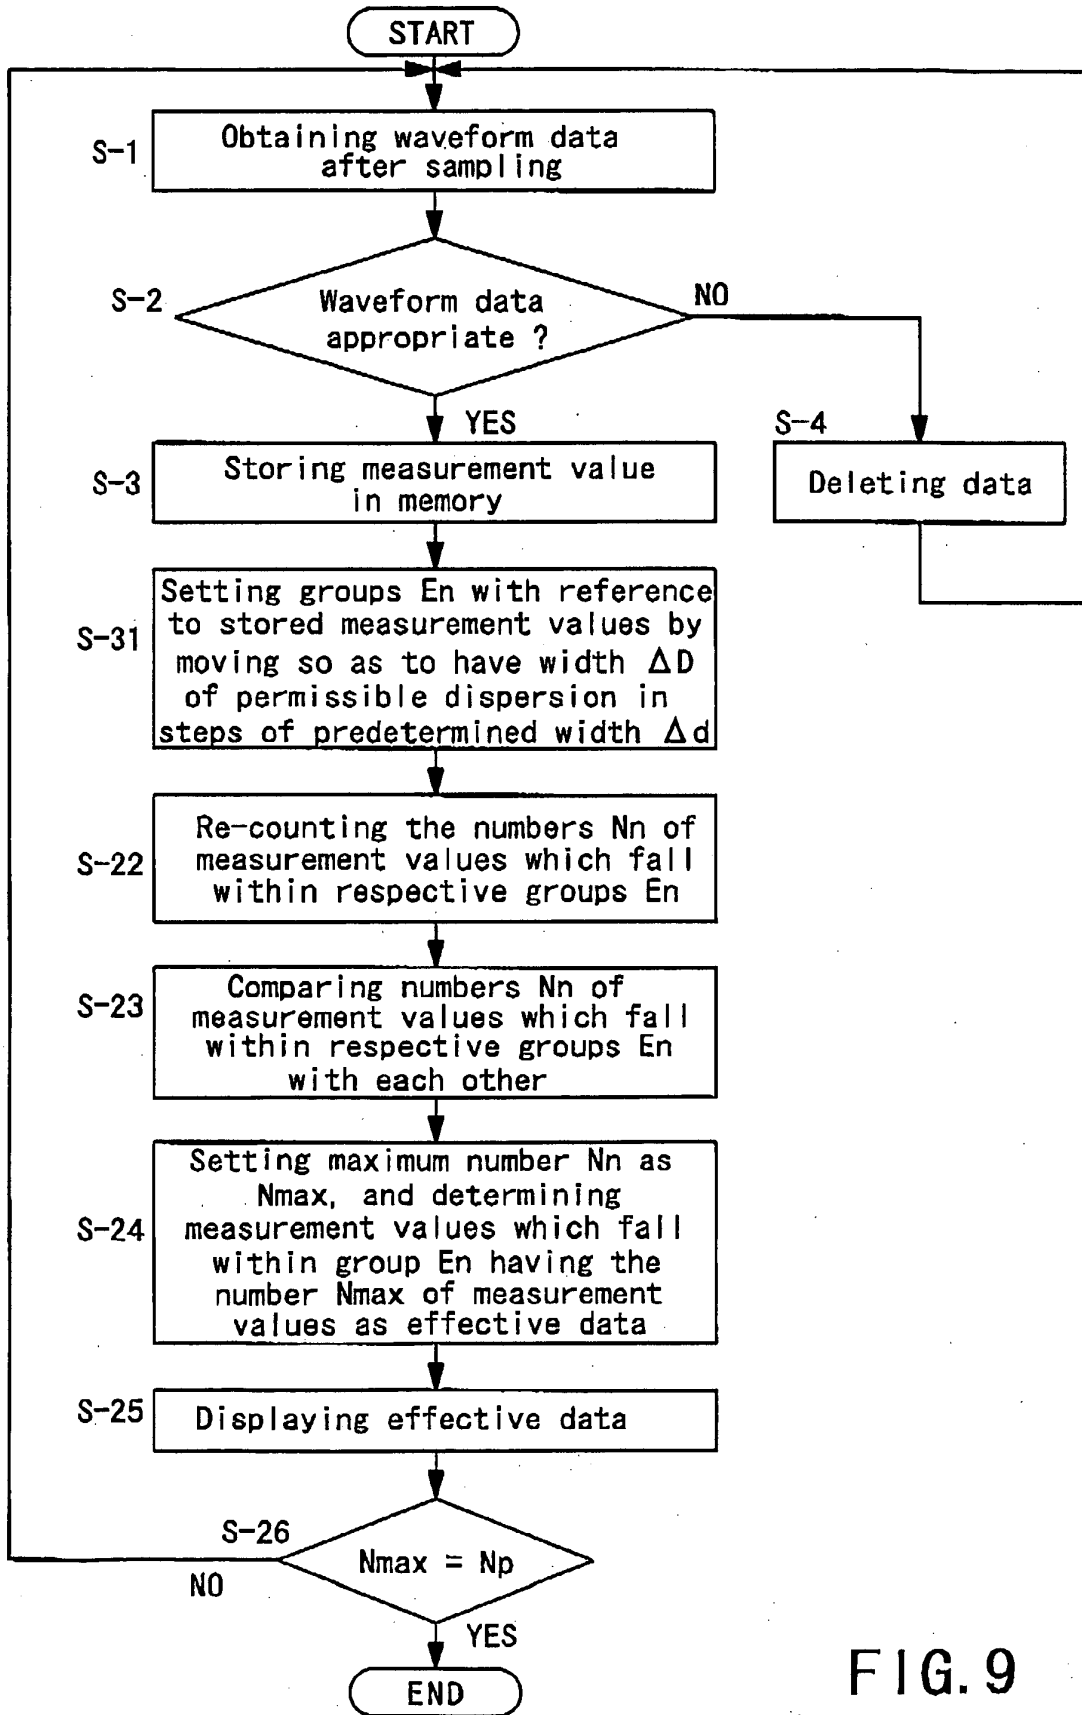 START
S-1
Obtaining waveform data
after sampling
S-2
Waveform data
appropriate ?
NO
YES
S-3
Storing measurement value
in memory
S-4
Deleting data
S-31
Setting groups En with reference
to stored measurement values by
moving so as to have width ΔD
of permissible dispersion in
steps of predetermined width Δd
S-22
Re-counting the numbers Nn of
measurement values which fall
within respective groups En
S-23
Comparing numbers Nn of
measurement values which fall
within respective groups En
with each other
S-24
Setting maximum number Nn as
Nmax, and determining
measurement values which fall
within group En having the
number Nmax of measurement
values as effective data
S-25
Displaying effective data
S-26
Nmax = Np
NO
YES
END
FIG. 9